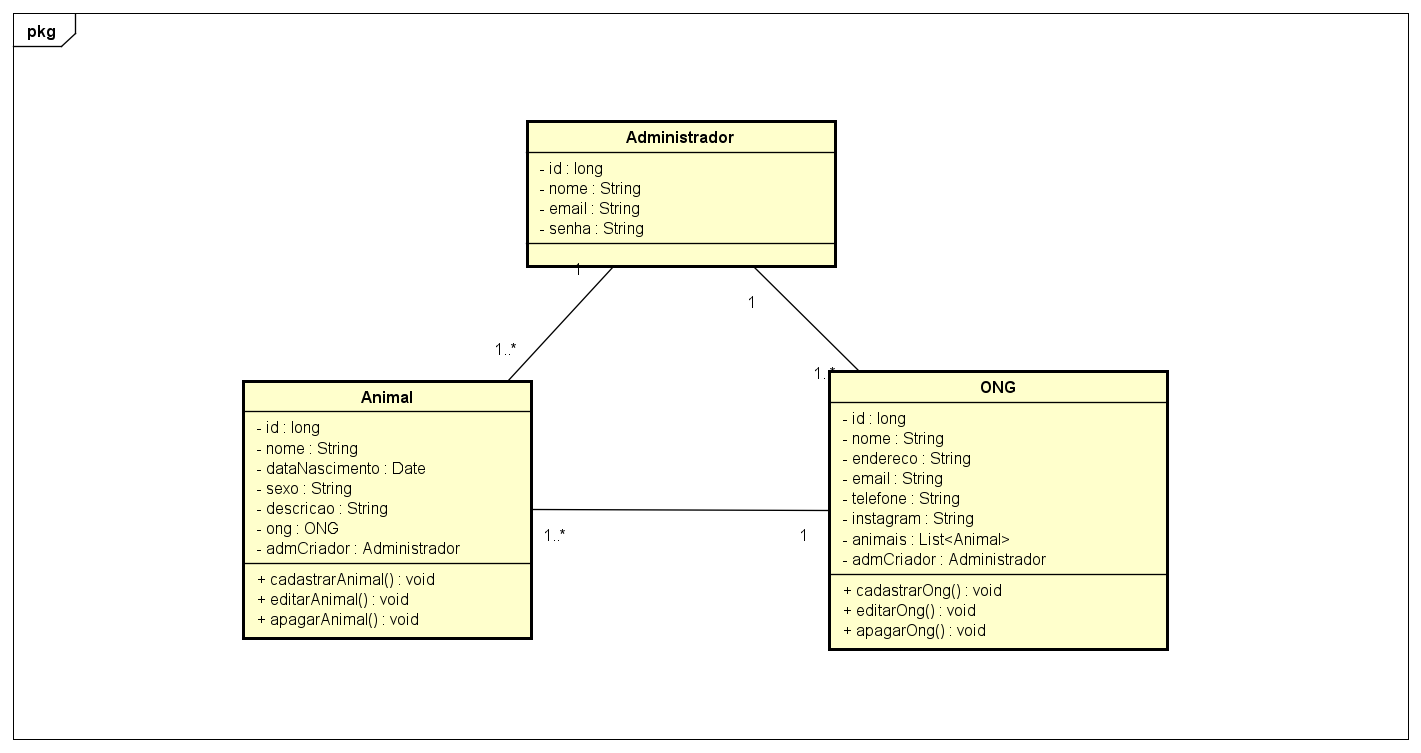 pkg
Administrador
- id : long
- nome : String
- email : String
- senha : String
1
1
1..*
1..*
Animal
- id : long
- nome : String
- dataNascimento : Date
- sexo : String
- descricao : String
- ong : ONG
- admCriador : Administrador
+ cadastrarAnimal() : void
+ editarAnimal() : void
+ apagarAnimal() : void
1..*
1
ONG
- id : long
- nome : String
- endereco : String
- email : String
- telefone : String
- instagram : String
- animais : List<Animal>
- admCriador : Administrador
+ cadastrarOng() : void
+ editarOng() : void
+ apagarOng() : void